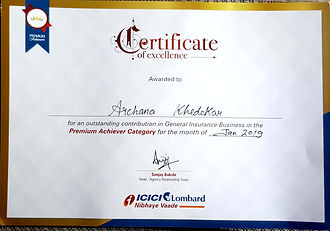 PREMIUM
Certificate
of excellence
Awarded to
Archana Khedekar
for an outstanding contribution in General Insurance Business in the
Premium Achiever Category for the month of Jan 2019
Sanjay Bakshi
Head - Agency Relationship Team
ICICI Lombard
Nibhaye Vaade